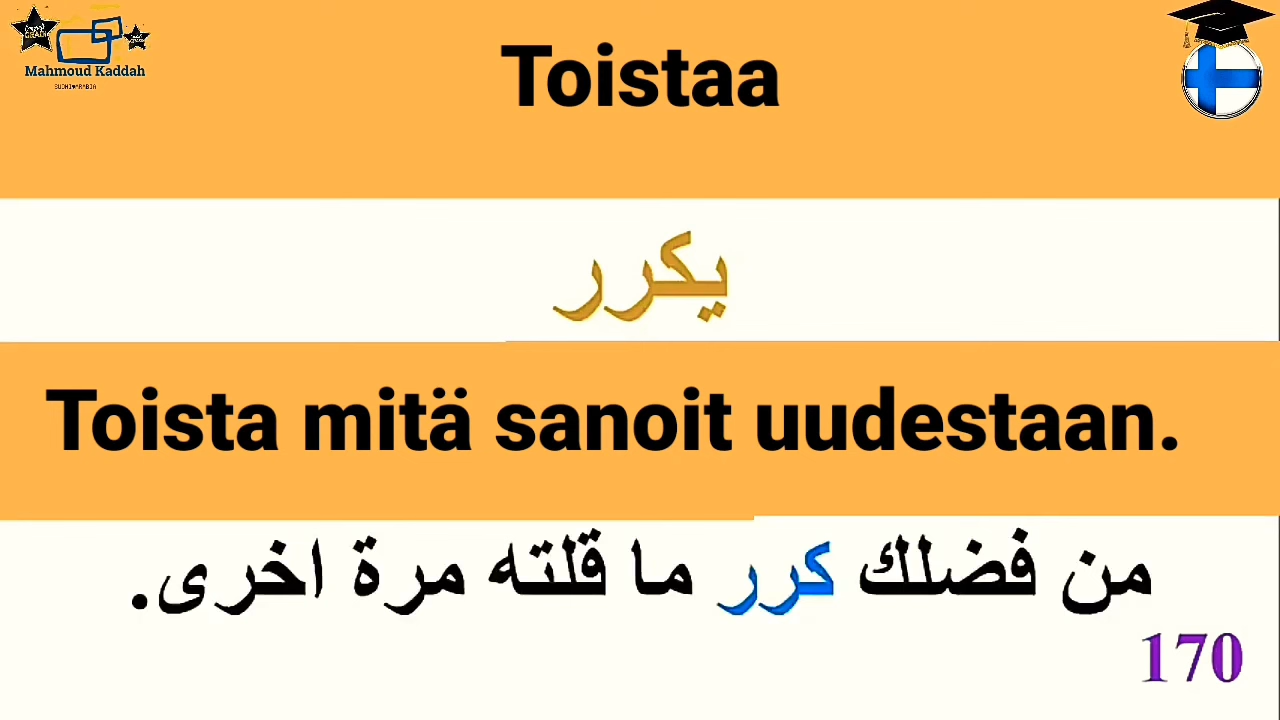 Mahmoud Kaddah
Toistaa
يكرر
Toista mitä sanoit uudestaan.
من فضلك كرر ما قلته مرة اخرى.
170